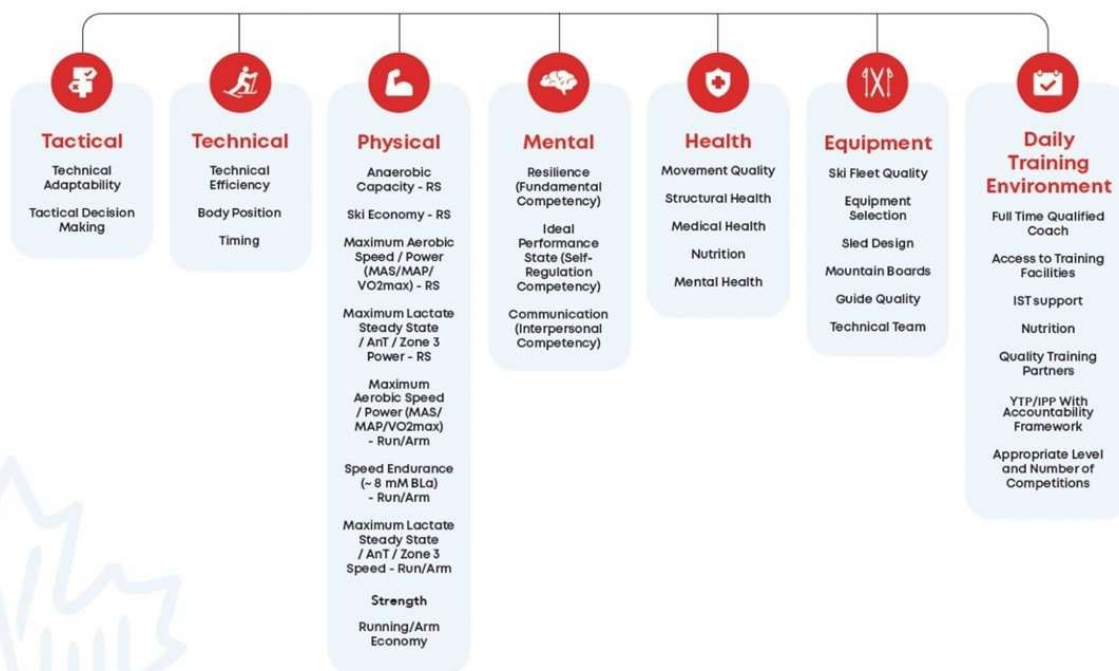 Tactical
Technical
Adaptability
Tactical Decision
Making
Technical
Technical
Efficiency
Body Position
Timing
Physical
Anaerobic
Capacity - RS
Ski Economy - RS
Maximum Aerobic
Speed / Power
(MAS/MAP/
VO2max) - RS
Maximum Lactate
Steady State
/ AnT / Zone 3
Power - RS
Maximum
Aerobic Speed
/ Power (MAS/
MAP/VO2max)
- Run/Arm
Speed Endurance
(~ 8 mM BLa)
- Run/Arm
Maximum Lactate
Steady State
/ AnT / Zone 3
Speed - Run/Arm
Strength
Running/Arm
Economy
Mental
Resilience
(Fundamental
Competency)
Ideal
Performance
State (Self-
Regulation
Competency)
Communication
(Interpersonal
Competency)
Health
Movement Quality
Structural Health
Medical Health
Nutrition
Mental Health
Equipment
Ski Fleet Quality
Equipment
Selection
Sled Design
Mountain Boards
Guide Quality
Technical Team
Daily
Training
Environment
Full Time Qualified
Coach
Access to Training
Facilities
IST support
Nutrition
Quality Training
Partners
YTP/IPP With
Accountability
Framework
Appropriate Level
and Number of
Competitions